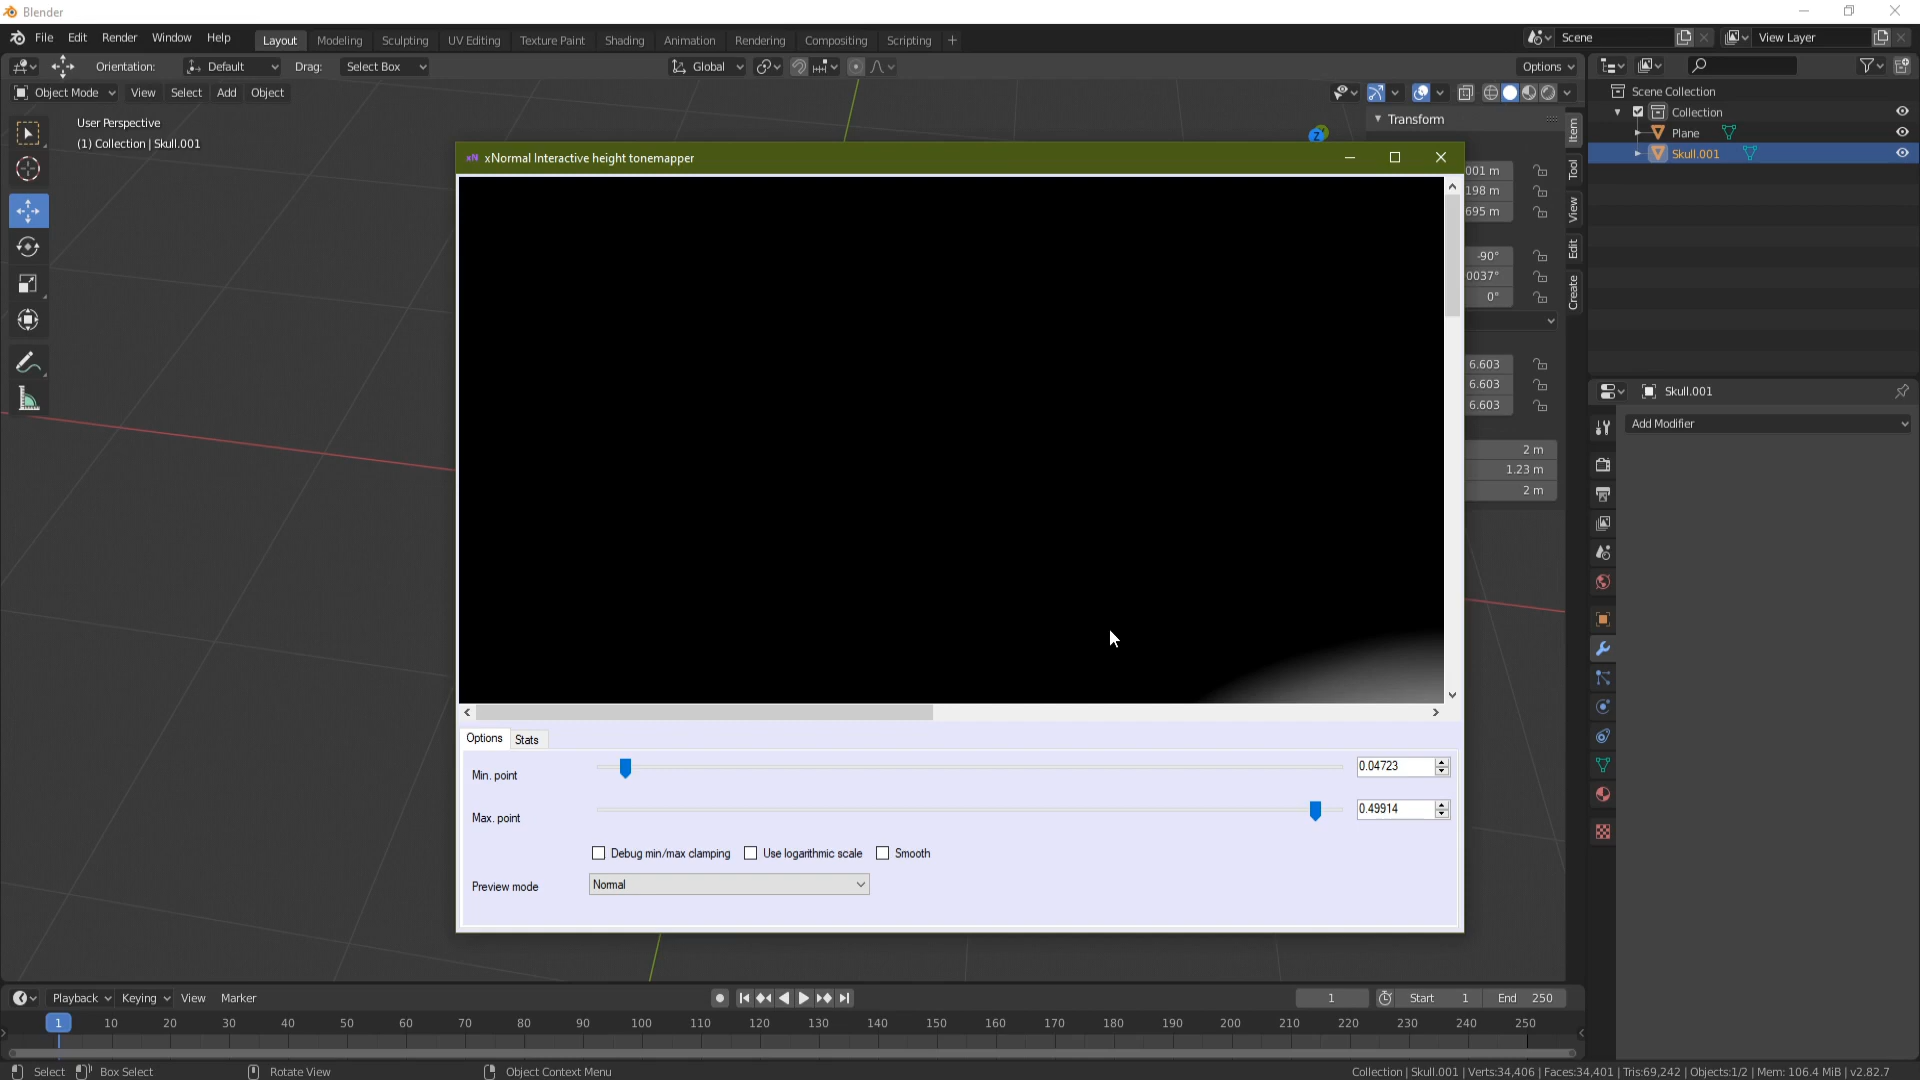 Blender
File Edit Render Window Help
Layout Modeling Sculpting UV Editing Texture Paint Shading Animation Rendering Compositing Scripting +
Scene
View Layer
Orientation: Default Drag: Select Box
Global
Options
Object Mode View Select Add Object
User Perspective
(1) Collection | Skull.001
Z
Transform
001 m
198 m
695 m
-90°
0037°
0°
6.603
6.603
6.603
2 m
1.23 m
2 m
Item
Tool
View
Edit
Create
Scene Collection
Collection
Plane
Skull.001
Skull.001
Add Modifier
xN xNormal Interactive height tonemapper
Options Stats
Min. point 0.04723
Max. point 0.49914
Debug min/max clamping Use logarithmic scale Smooth
Preview mode Normal
Playback Keying View Marker
1 Start 1 End 250
1 10 20 30 40 50 60 70 80 90 100 110 120 130 140 150 160 170 180 190 200 210 220 230 240 250
Select Box Select Rotate View Object Context Menu
Collection | Skull.001 | Verts:34,406 | Faces:34,401 | Tris:69,242 | Objects:1/2 | Mem: 106.4 MiB | v2.82.7